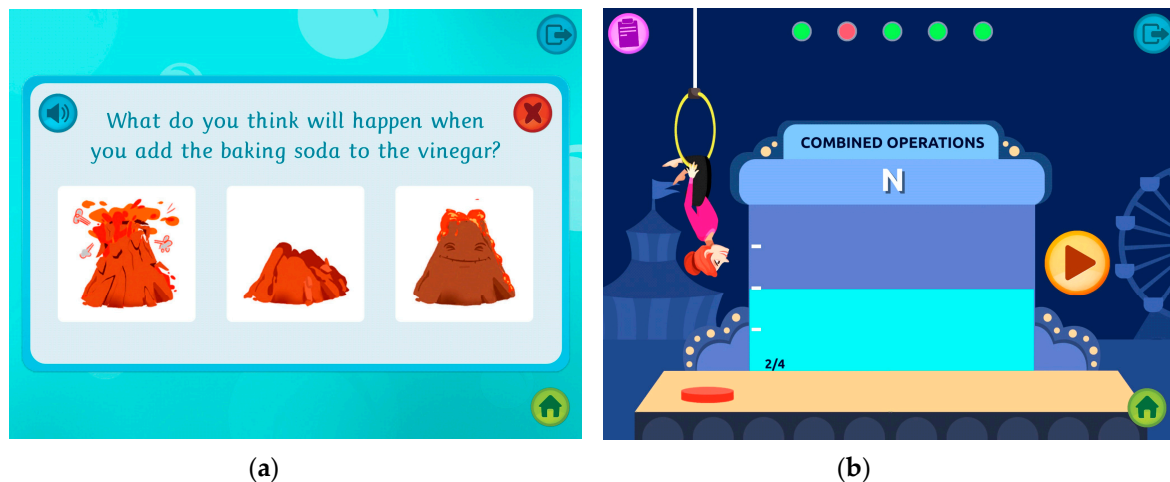 What do you think will happen when
you add the baking soda to the vinegar?
COMBINED OPERATIONS
N
2/4
(a)
(b)